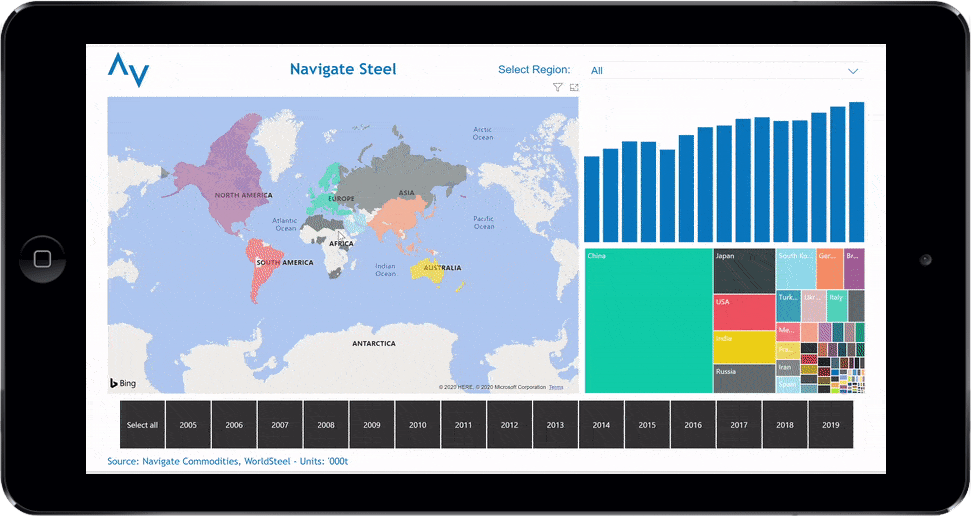 Navigate Steel
Select Region:
All
Arctic
Ocean
NORTH AMERICA
EUROPE
ASIA
Atlantic
Ocean
Pacific
Ocean
AFRICA
SOUTH AMERICA
Indian
Ocean
AUSTRALIA
ANTARCTICA
Bing
© 2020 HERE, © 2020 Microsoft Corporation Terms
China
Japan
South Ko...
Ger...
Br...
USA
Turk...
Ukr...
Italy
India
Me...
Russia
Iran
Spain
Select all
2005
2006
2007
2008
2009
2010
2011
2012
2013
2014
2015
2016
2017
2018
2019
Source: Navigate Commodities, WorldSteel - Units: '000t